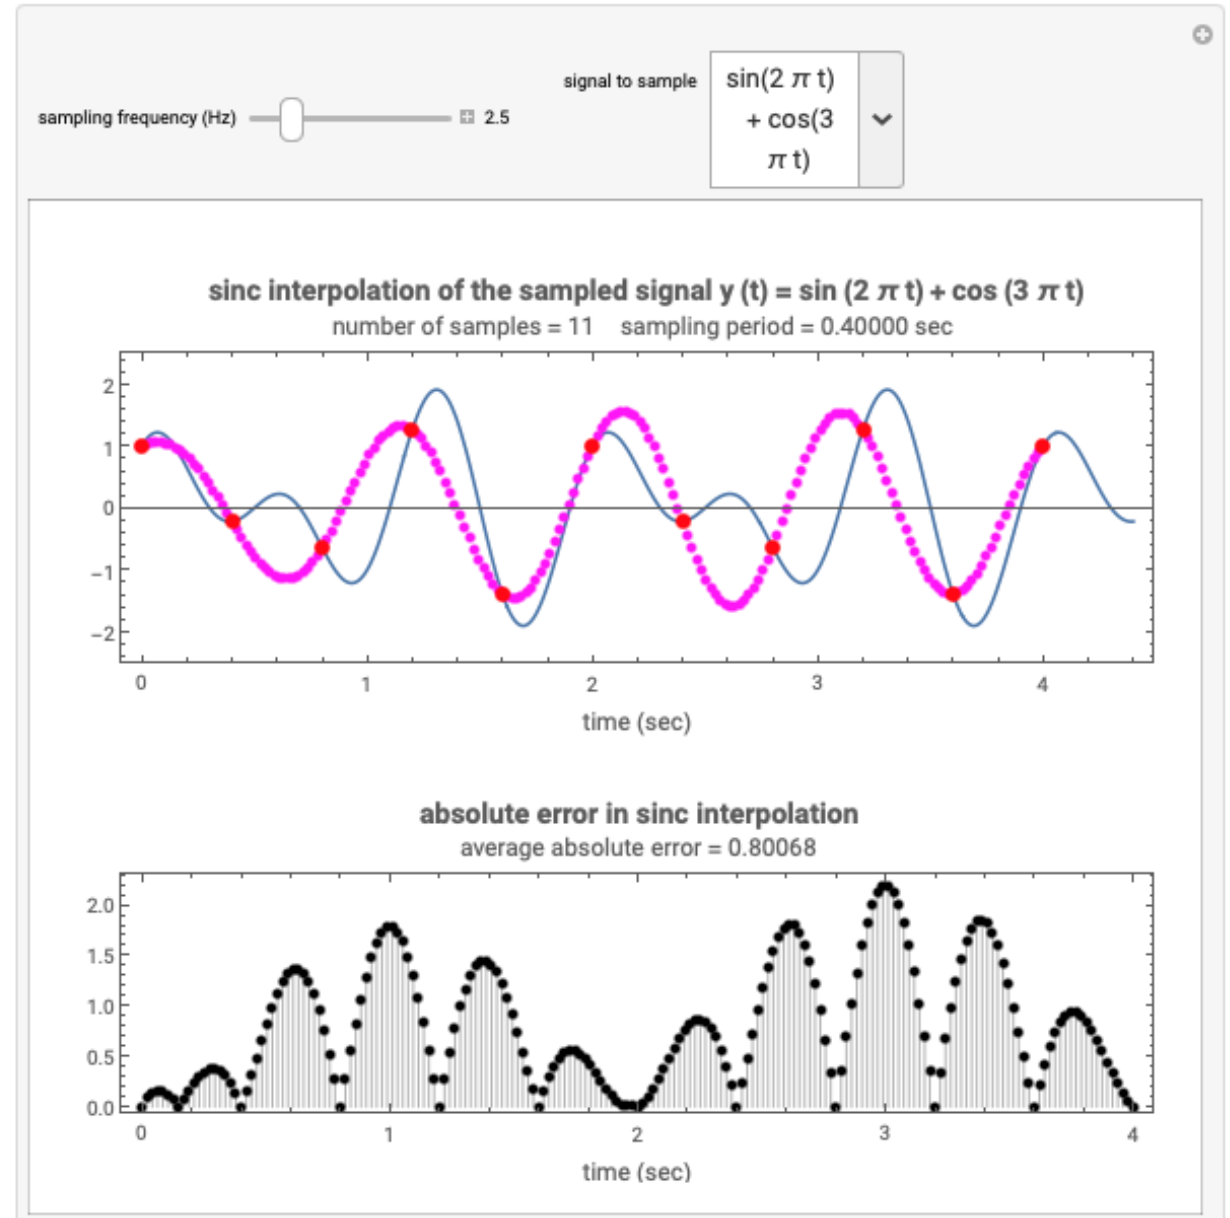 signal to sample
sin(2 π t)
+ cos(3
π t)
sampling frequency (Hz)
2.5
sinc interpolation of the sampled signal y (t) = sin (2 π t) + cos (3 π t)
number of samples = 11 sampling period = 0.40000 sec
2
1
0
−1
−2
0 1 2 3 4
time (sec)
absolute error in sinc interpolation
average absolute error = 0.80068
2.0
1.5
1.0
0.5
0.0
0 1 2 3 4
time (sec)